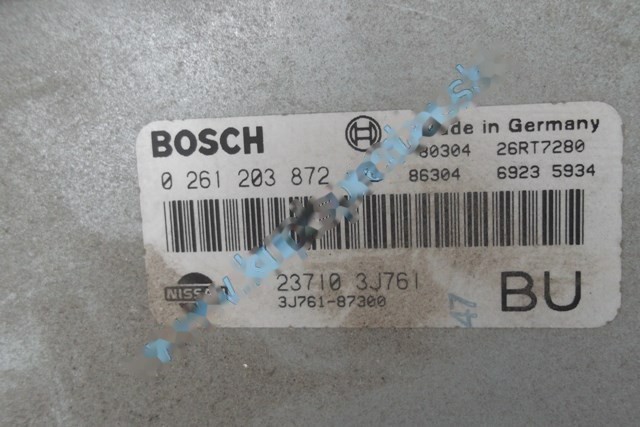 BOSCH
Made in Germany
80304 26RT7280
0 261 203 872
86304 6923 5934
NISSAN
23710 3J761
3J761-87300
BU
47